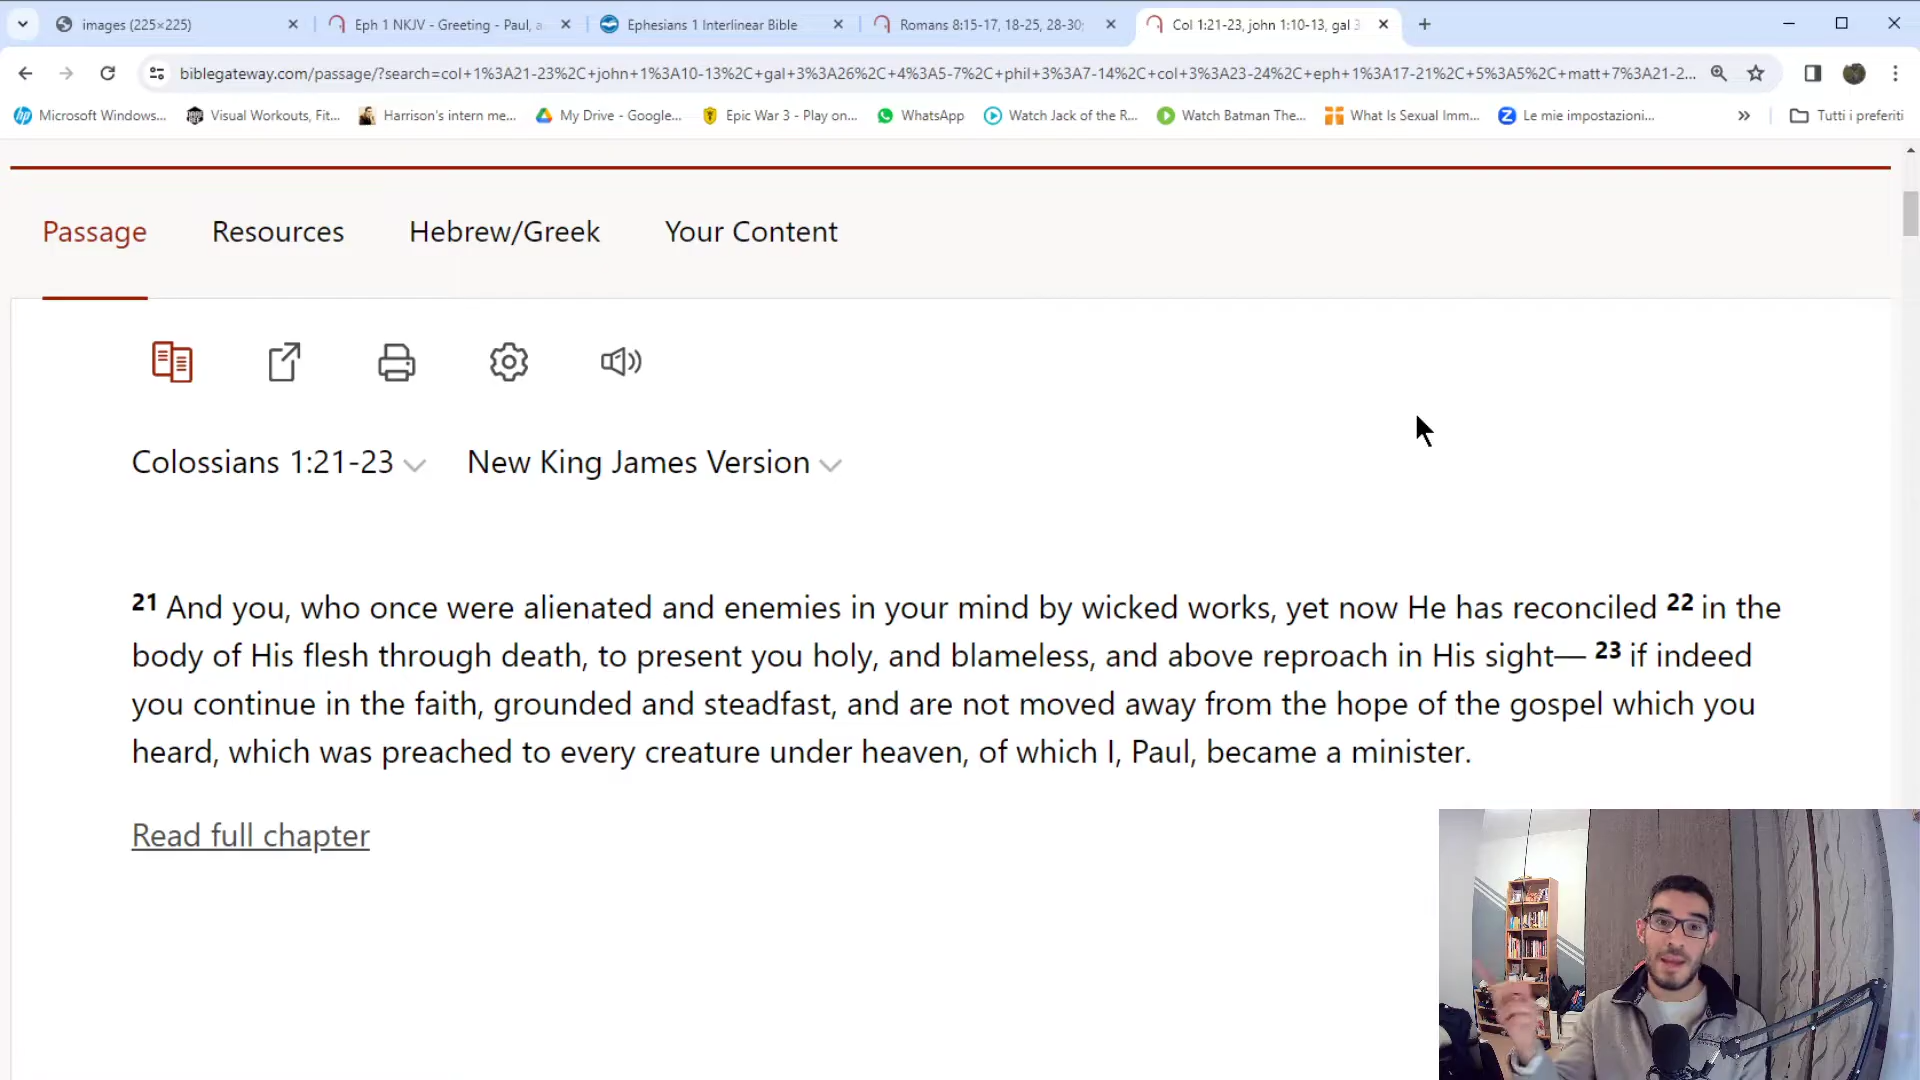 images (225×225)
Eph 1 NKJV - Greeting - Paul, a
Ephesians 1 Interlinear Bible
Romans 8:15-17, 18-25, 28-30;
Col 1:21-23, john 1:10-13, gal 3
biblegateway.com/passage/?search=col+1%3A21-23%2C+john+1%3A10-13%2C+gal+3%3A26%2C+4%3A5-7%2C+phil+3%3A7-14%2C+col+3%3A23-24%2C+eph+1%3A17-21%2C+5%3A5%2C+matt+7%3A21-2...
Microsoft Windows...
Visual Workouts, Fit...
Harrison's intern me...
My Drive - Google...
Epic War 3 - Play on...
WhatsApp
Watch Jack of the R...
Watch Batman The...
What Is Sexual Imm...
Le mie impostazioni...
Tutti i preferiti
Passage
Resources
Hebrew/Greek
Your Content
Colossians 1:21-23
New King James Version
21 And you, who once were alienated and enemies in your mind by wicked works, yet now He has reconciled 22 in the
body of His flesh through death, to present you holy, and blameless, and above reproach in His sight— 23 if indeed
you continue in the faith, grounded and steadfast, and are not moved away from the hope of the gospel which you
heard, which was preached to every creature under heaven, of which I, Paul, became a minister.
Read full chapter